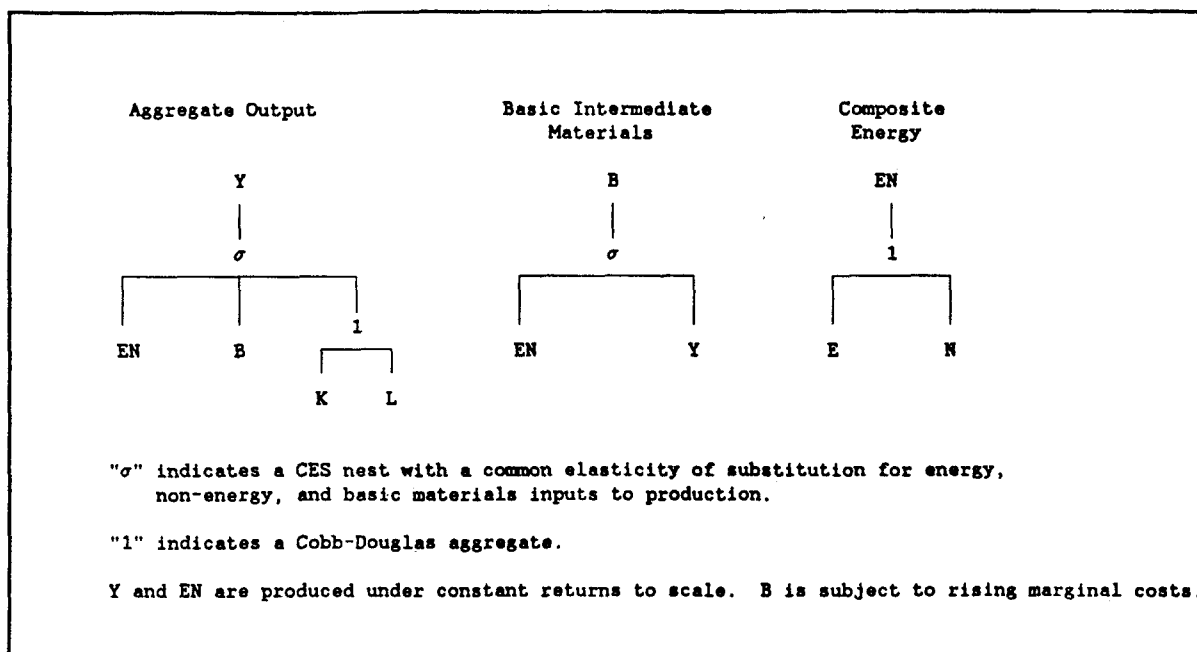 Aggregate Output
Basic Intermediate
Materials
Composite
Energy
Y
B
EN
σ
σ
1
EN
B
1
K
L
EN
Y
E
N
"σ" indicates a CES nest with a common elasticity of substitution for energy,
non-energy, and basic materials inputs to production.
"1" indicates a Cobb-Douglas aggregate.
Y and EN are produced under constant returns to scale. B is subject to rising marginal costs.